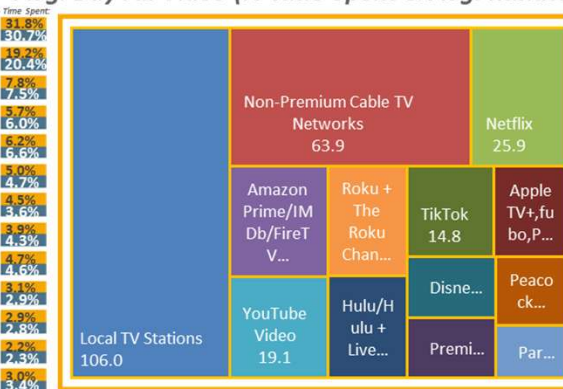 Time Spent:
31.8%
30.7%
19.2%
20.4%
7.8%
7.5%
5.7%
6.0%
6.2%
6.6%
5.0%
4.7%
4.5%
3.6%
3.9%
4.3%
4.7%
4.6%
3.1%
2.9%
2.9%
2.8%
2.2%
2.3%
3.0%
3.4%
Local TV Stations
106.0
Non-Premium Cable TV
Networks
63.9
Netflix
25.9
Amazon
Prime/IM
Db/FireT
V...
Roku +
The
Roku
Chan...
TikTok
14.8
Apple
TV+,fu
bo,P...
YouTube
Video
19.1
Hulu/H
ulu +
Live...
Disne...
Premi...
Peaco
ck...
Par...